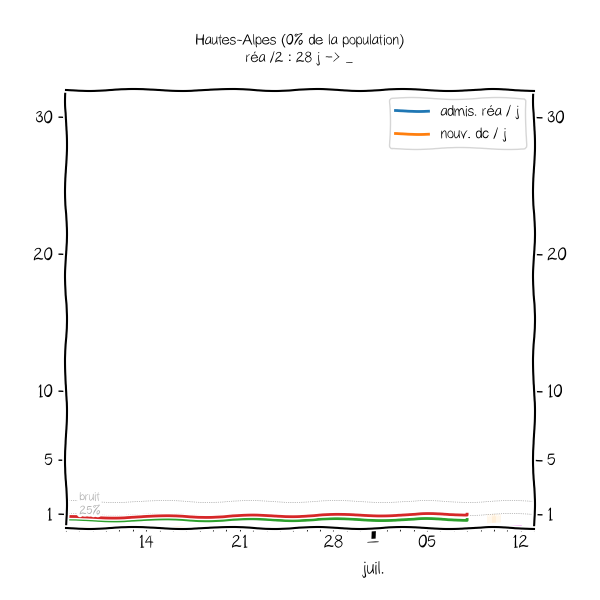 Hautes-Alpes (0% de la population)
réa /2 : 28 j -> _
admis. réa / j
nouv. dc / j
30
30
20
20
10
10
5
5
bruit
25%
1
1
14 21 28 _ 05 12
juil.